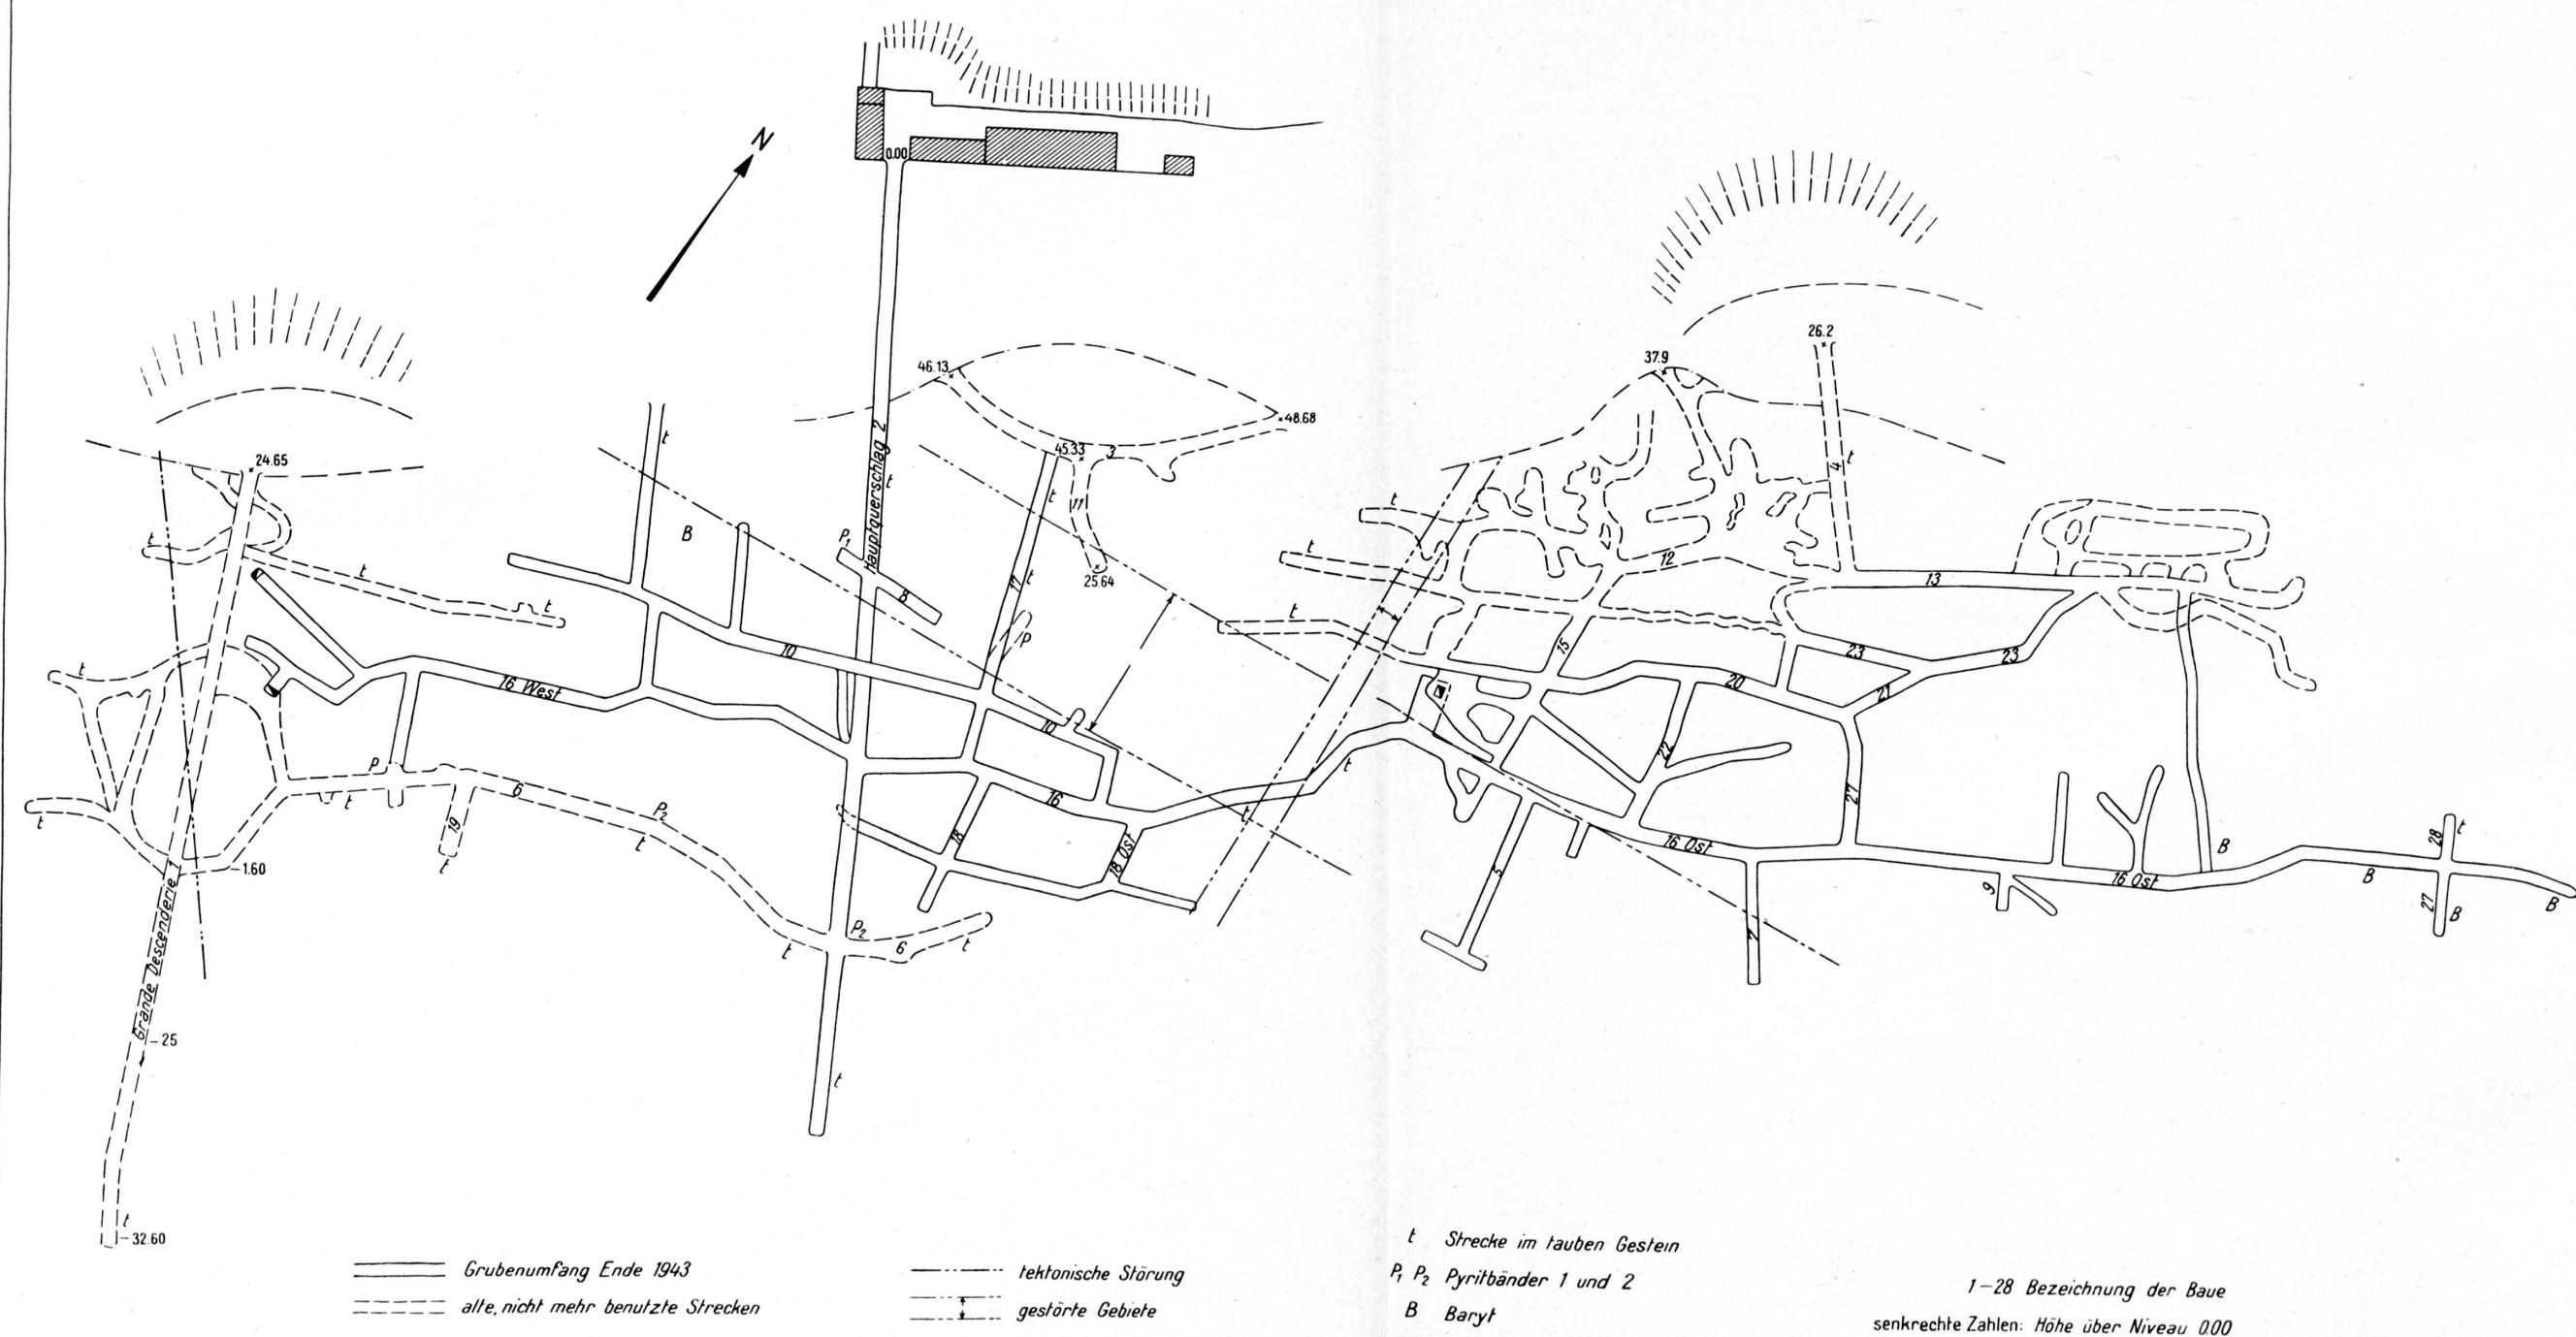 N
0.00
26.2
37.9
46.13
48.68
t
Hauptquerschlag 2
t
45.33
3
t
24.65
4
t
t
11
B
P₁
t
t
25.64
12
13
t
t
8
17
t
t
P
15
t
10
23
23
16 West
20
21
10
22
P
t
6
16
27
19
P₂
t
t
18
18 Ost
t
t
16 Ost
28
t
B
1.60
5
9
16 Ost
B
27
B
B
P₂
t
6
t
7
Grande Descenderie 1
25
t
t
32.60
Grubenumfang Ende 1943
alte, nicht mehr benutzte Strecken
tektonische Störung
gestörte Gebiete
t Strecke im tauben Gestein
P₁ P₂ Pyritbänder 1 und 2
B Baryt
1–28 Bezeichnung der Baue
senkrechte Zahlen: Höhe über Niveau 0.00